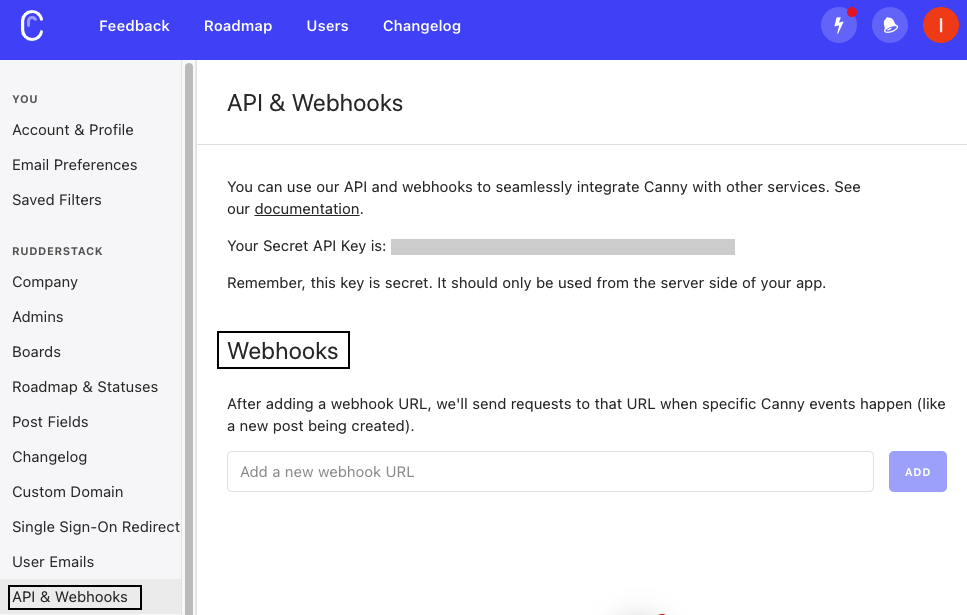 Feedback Roadmap Users Changelog
I
YOU
Account & Profile
Email Preferences
Saved Filters
RUDDERSTACK
Company
Admins
Boards
Roadmap & Statuses
Post Fields
Changelog
Custom Domain
Single Sign-On Redirect
User Emails
API & Webhooks
API & Webhooks
You can use our API and webhooks to seamlessly integrate Canny with other services. See
our documentation.
Your Secret API Key is:
Remember, this key is secret. It should only be used from the server side of your app.
Webhooks
After adding a webhook URL, we'll send requests to that URL when specific Canny events happen (like
a new post being created).
Add a new webhook URL
ADD